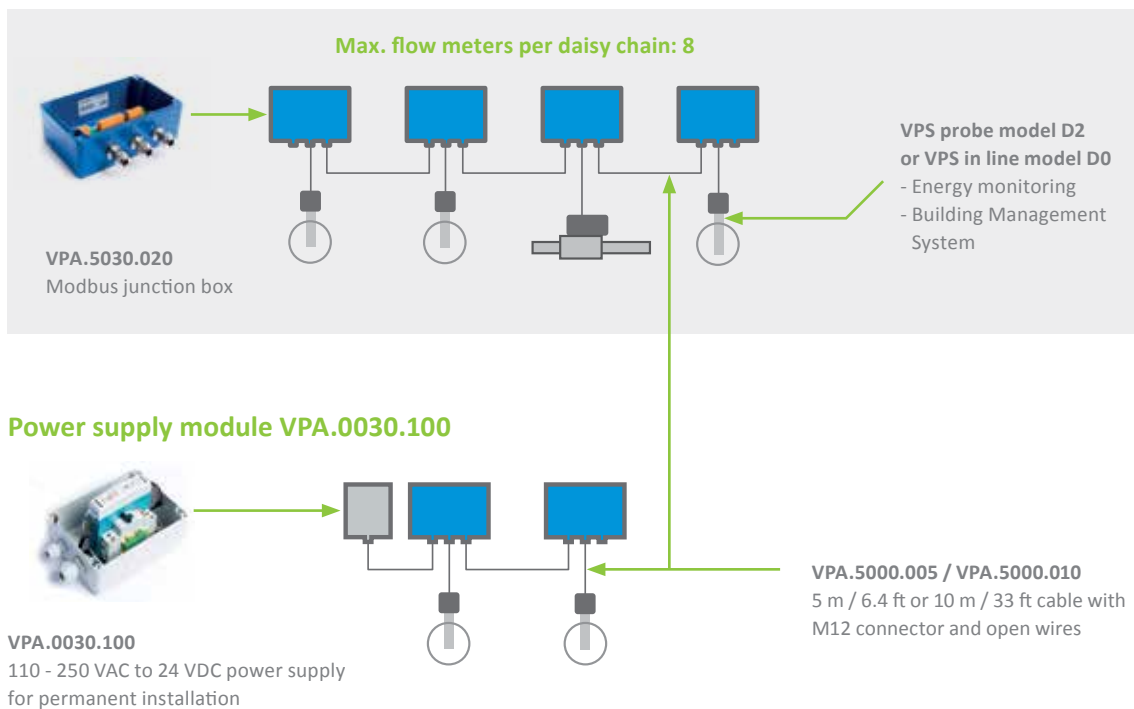 Max. flow meters per daisy chain: 8
VPS probe model D2
or VPS in line model D0
- Energy monitoring
- Building Management
System
VPA.5030.020
Modbus junction box
Power supply module VPA.0030.100
VPA.5000.005 / VPA.5000.010
5 m / 6.4 ft or 10 m / 33 ft cable with
M12 connector and open wires
VPA.0030.100
110 - 250 VAC to 24 VDC power supply
for permanent installation